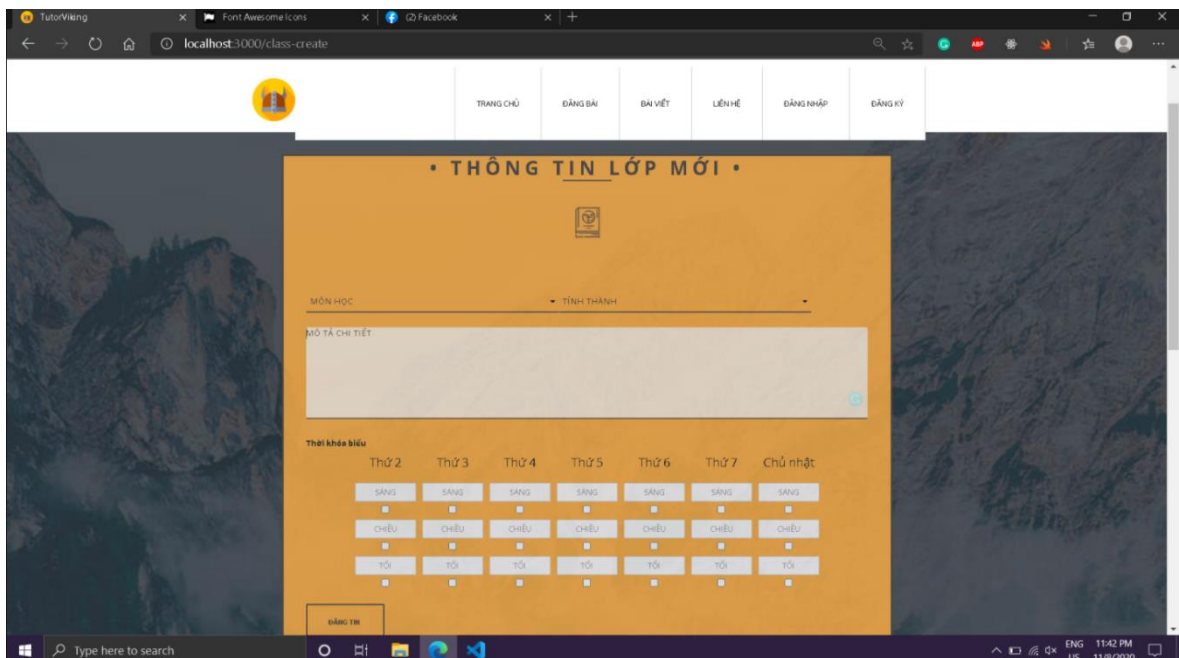 TutorViking
Font Awesome Icons
(2) Facebook
localhost:3000/class-create
TRANG CHỦ ĐĂNG BÀI BÀI VIẾT LIÊN HỆ ĐĂNG NHẬP ĐĂNG KÝ
• THÔNG TIN LỚP MỚI •
MÔN HỌC TỈNH THÀNH
MÔ TẢ CHI TIẾT
Thời khóa biểu
Thứ 2 Thứ 3 Thứ 4 Thứ 5 Thứ 6 Thứ 7 Chủ nhật
SÁNG SÁNG SÁNG SÁNG SÁNG SÁNG SÁNG
CHIỀU CHIỀU CHIỀU CHIỀU CHIỀU CHIỀU CHIỀU
TỐI TỐI TỐI TỐI TỐI TỐI TỐI
ĐĂNG TIN
Type here to search
ENG 11:42 PM
US 11/8/2020